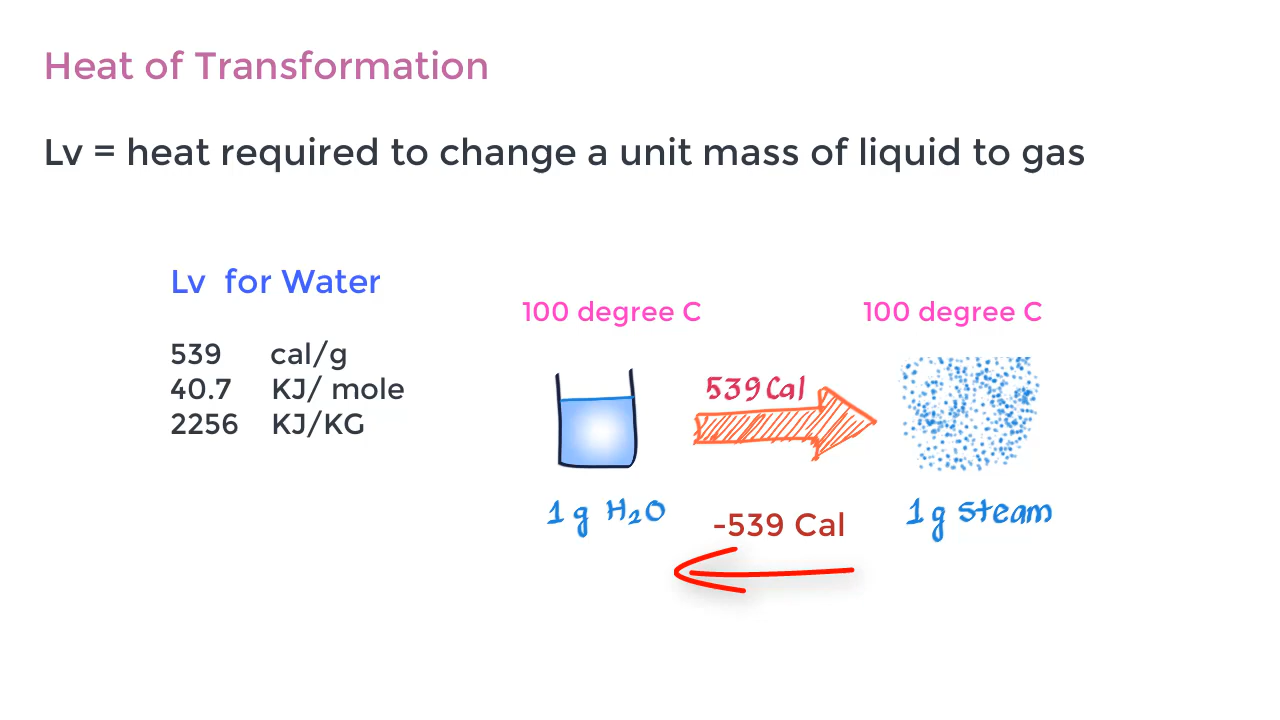 Heat of Transformation
Lv = heat required to change a unit mass of liquid to gas
Lv for Water
539 cal/g
40.7 KJ/ mole
2256 KJ/KG
100 degree C
100 degree C
539 Cal
1 g H₂O
-539 Cal
1 g Steam